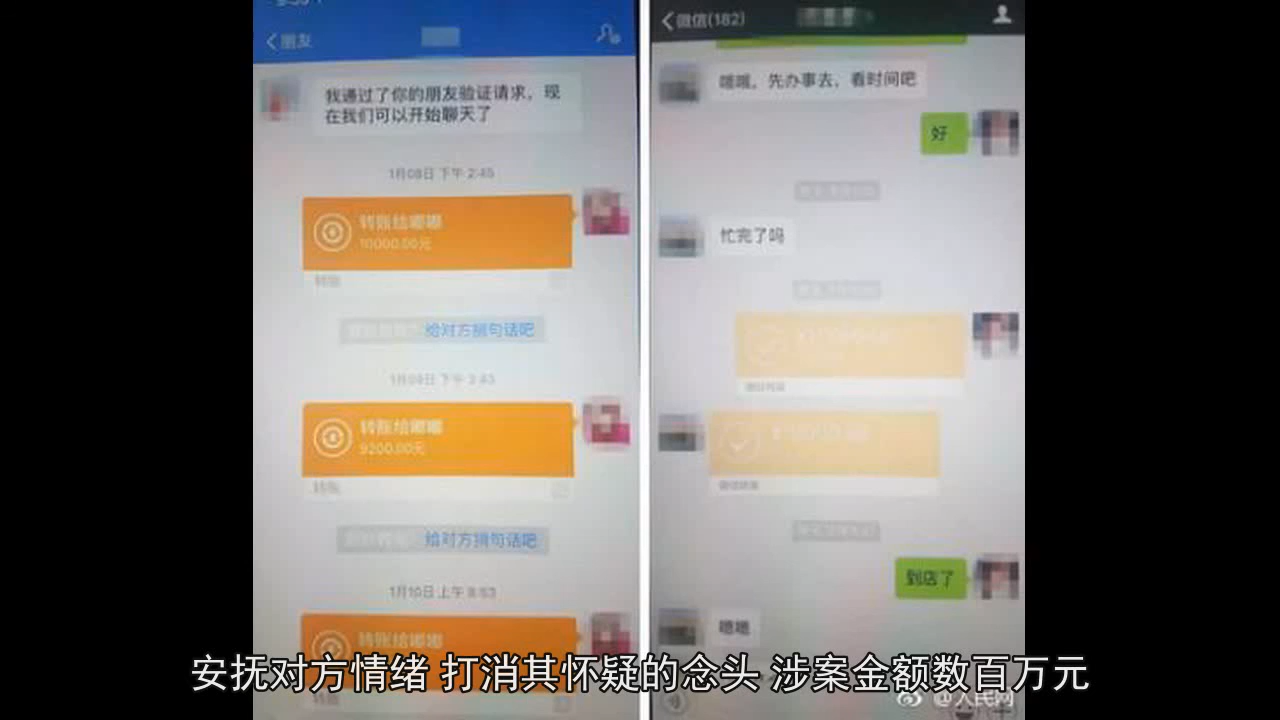 朋友
我通过了你的朋友验证请求，现
在我们可以开始聊天了
1月08日 下午 2:45
转账给嘟嘟
10000.00元
转账
给对方捎句话吧
1月09日 下午 3:43
转账给嘟嘟
9200.00元
转账
给对方捎句话吧
1月10日 上午 8:53
转账给嘟嘟
转账
微信(182)
哦哦，先办事去，看时间吧
好
忙完了吗
到店了
嗯嗯
安抚对方情绪 打消其怀疑的念头 涉案金额数百万元
@人民网